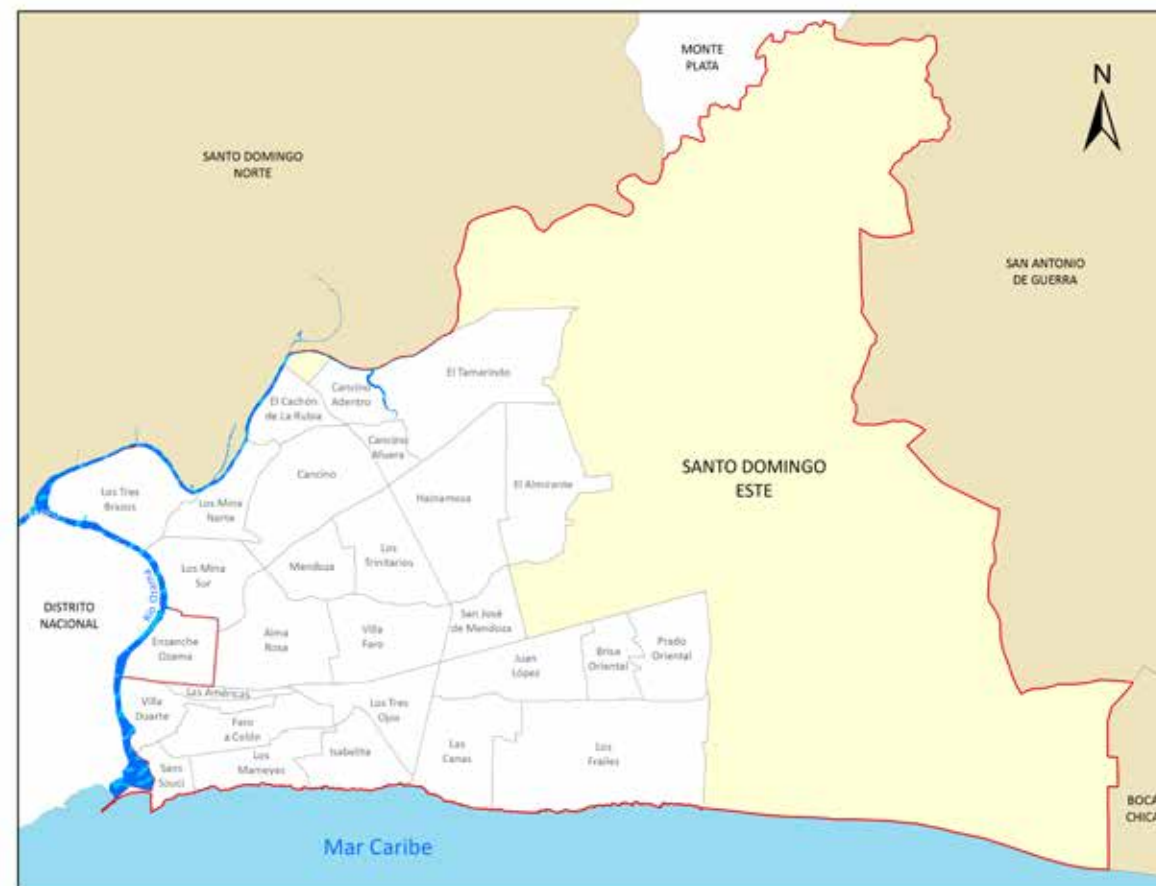 MONTE
PLATA
N
SANTO DOMINGO
NORTE
SAN ANTONIO
DE GUERRA
El Tamarindo
Cancino
Adentro
El Cachón
de La Rubia
Cancino
Afuera
Cancino
SANTO DOMINGO
ESTE
Hainamosa
El Almirante
Los Tres
Brazos
Los Mina
Norte
Los
Trinitarios
Mendoza
Los Mina
Sur
Río Ozama
DISTRITO
NACIONAL
San José
de Mendoza
Alma
Rosa
Villa
Faro
Ensanche
Ozama
Juan
López
Brisa
Oriental
Prado
Oriental
Las Américas
Villa
Duarte
Los Tres
Ojos
Faro
a Colón
Isabelita
Las
Canas
Los
Frailes
Los
Mameyes
Sans
Souci
BOCA
CHICA
Mar Caribe